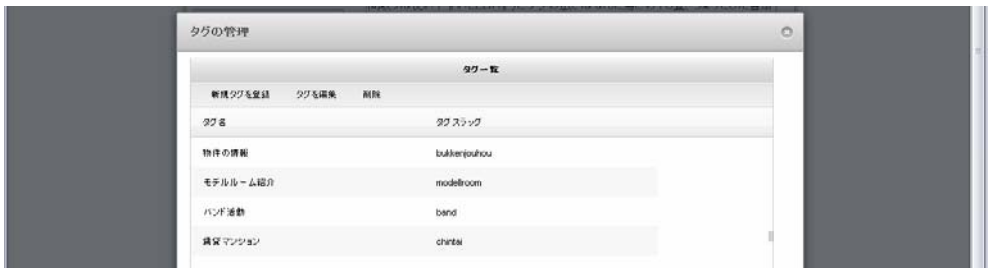 タグの管理
タグ一覧
新規タグを登録 タグを編集 削除
タグ名 タグスラッグ
物件の情報 bukkenjouhou
モデルルーム紹介 modelroom
バンド活動 band
賃貸マンション chintai